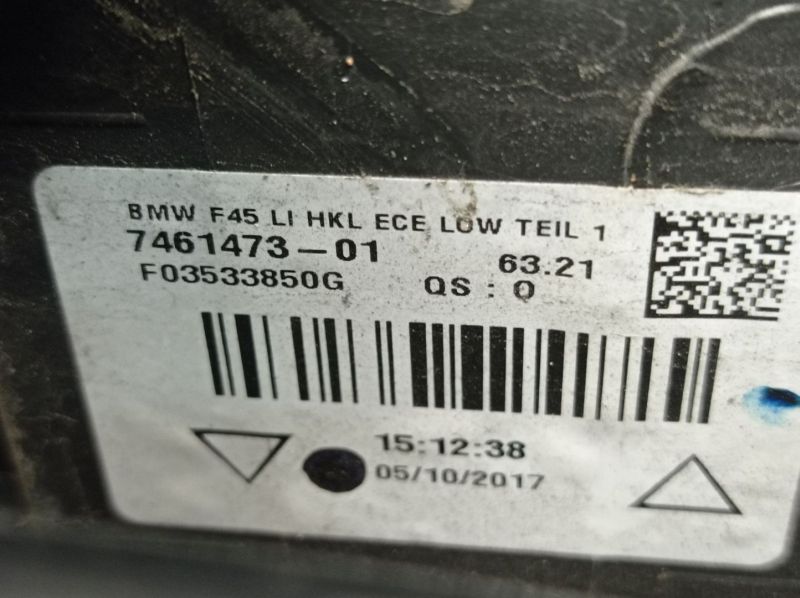 BMW F45 LI HKL ECE LOW TEIL 1
7461473-01 63.21
F03533850G QS : 0
15:12:38
05/10/2017